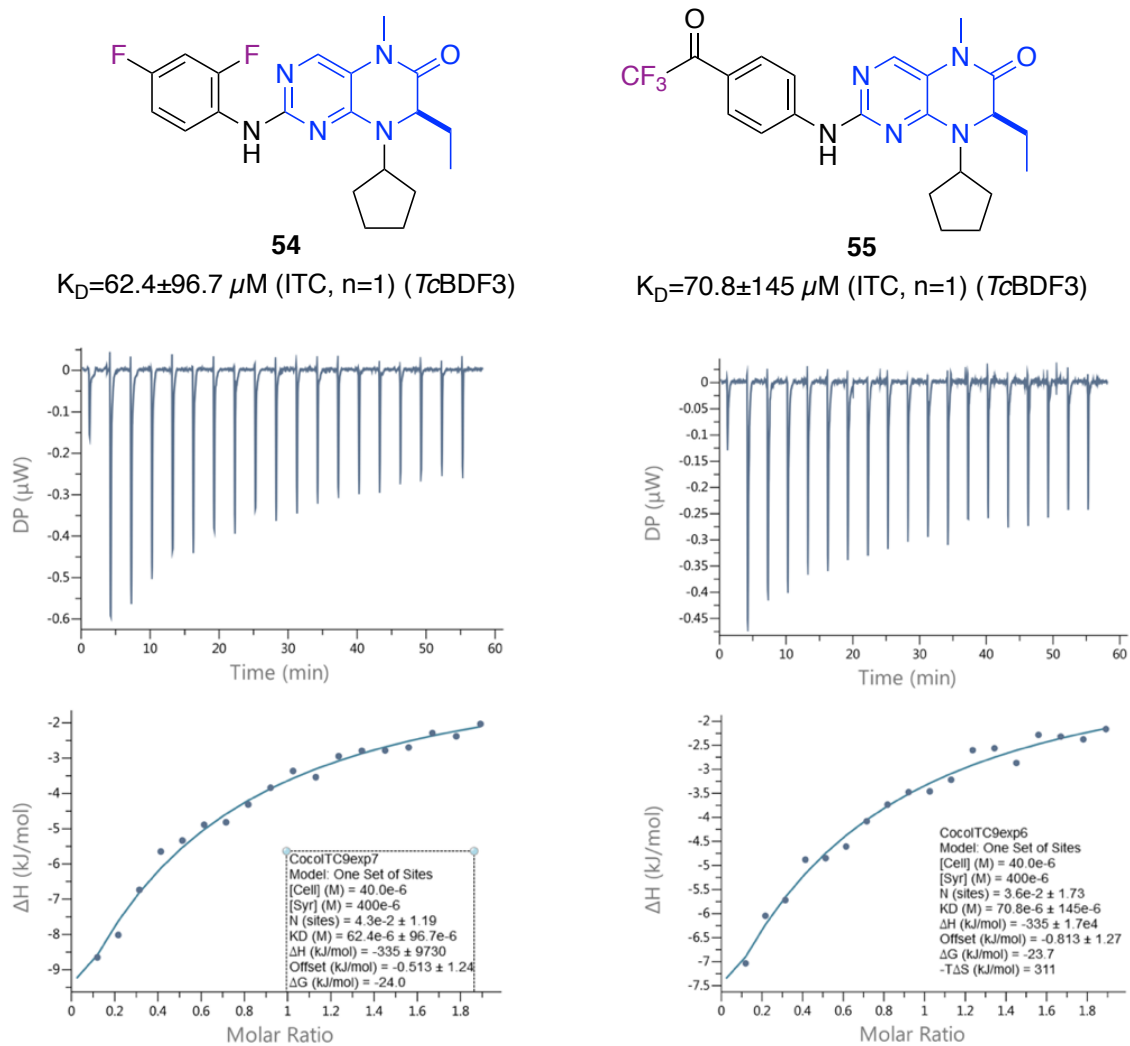 F
F
N
N
N
O
N
N
H
54
K_D=62.4±96.7 μM (ITC, n=1) (TcBDF3)
O
CF₃
N
N
N
O
N
N
H
55
K_D=70.8±145 μM (ITC, n=1) (TcBDF3)
0
-0.1
-0.2
-0.3
-0.4
-0.5
-0.6
DP (μW)
0
10
20
30
40
50
60
Time (min)
0
-0.05
-0.1
-0.15
-0.2
-0.25
-0.3
-0.35
-0.4
-0.45
DP (μW)
0
10
20
30
40
50
60
Time (min)
-2
-3
-4
-5
-6
-7
-8
-9
ΔH (kJ/mol)
CocoITC9exp7
Model: One Set of Sites
[Cell] (M) = 40.0e-6
[Syr] (M) = 400e-6
N (sites) = 4.3e-2 ± 1.19
KD (M) = 62.4e-6 ± 96.7e-6
ΔH (kJ/mol) = -335 ± 9730
Offset (kJ/mol) = -0.513 ± 1.24
ΔG (kJ/mol) = -24.0
0
0.2
0.4
0.6
0.8
1
1.2
1.4
1.6
1.8
Molar Ratio
-2
-2.5
-3
-3.5
-4
-4.5
-5
-5.5
-6
-6.5
-7
-7.5
ΔH (kJ/mol)
CocoITC9exp6
Model: One Set of Sites
[Cell] (M) = 40.0e-6
[Syr] (M) = 400e-6
N (sites) = 3.6e-2 ± 1.73
KD (M) = 70.8e-6 ± 145e-6
ΔH (kJ/mol) = -335 ± 1.7e4
Offset (kJ/mol) = -0.813 ± 1.27
ΔG (kJ/mol) = -23.7
-TΔS (kJ/mol) = 311
0
0.2
0.4
0.6
0.8
1
1.2
1.4
1.6
1.8
Molar Ratio